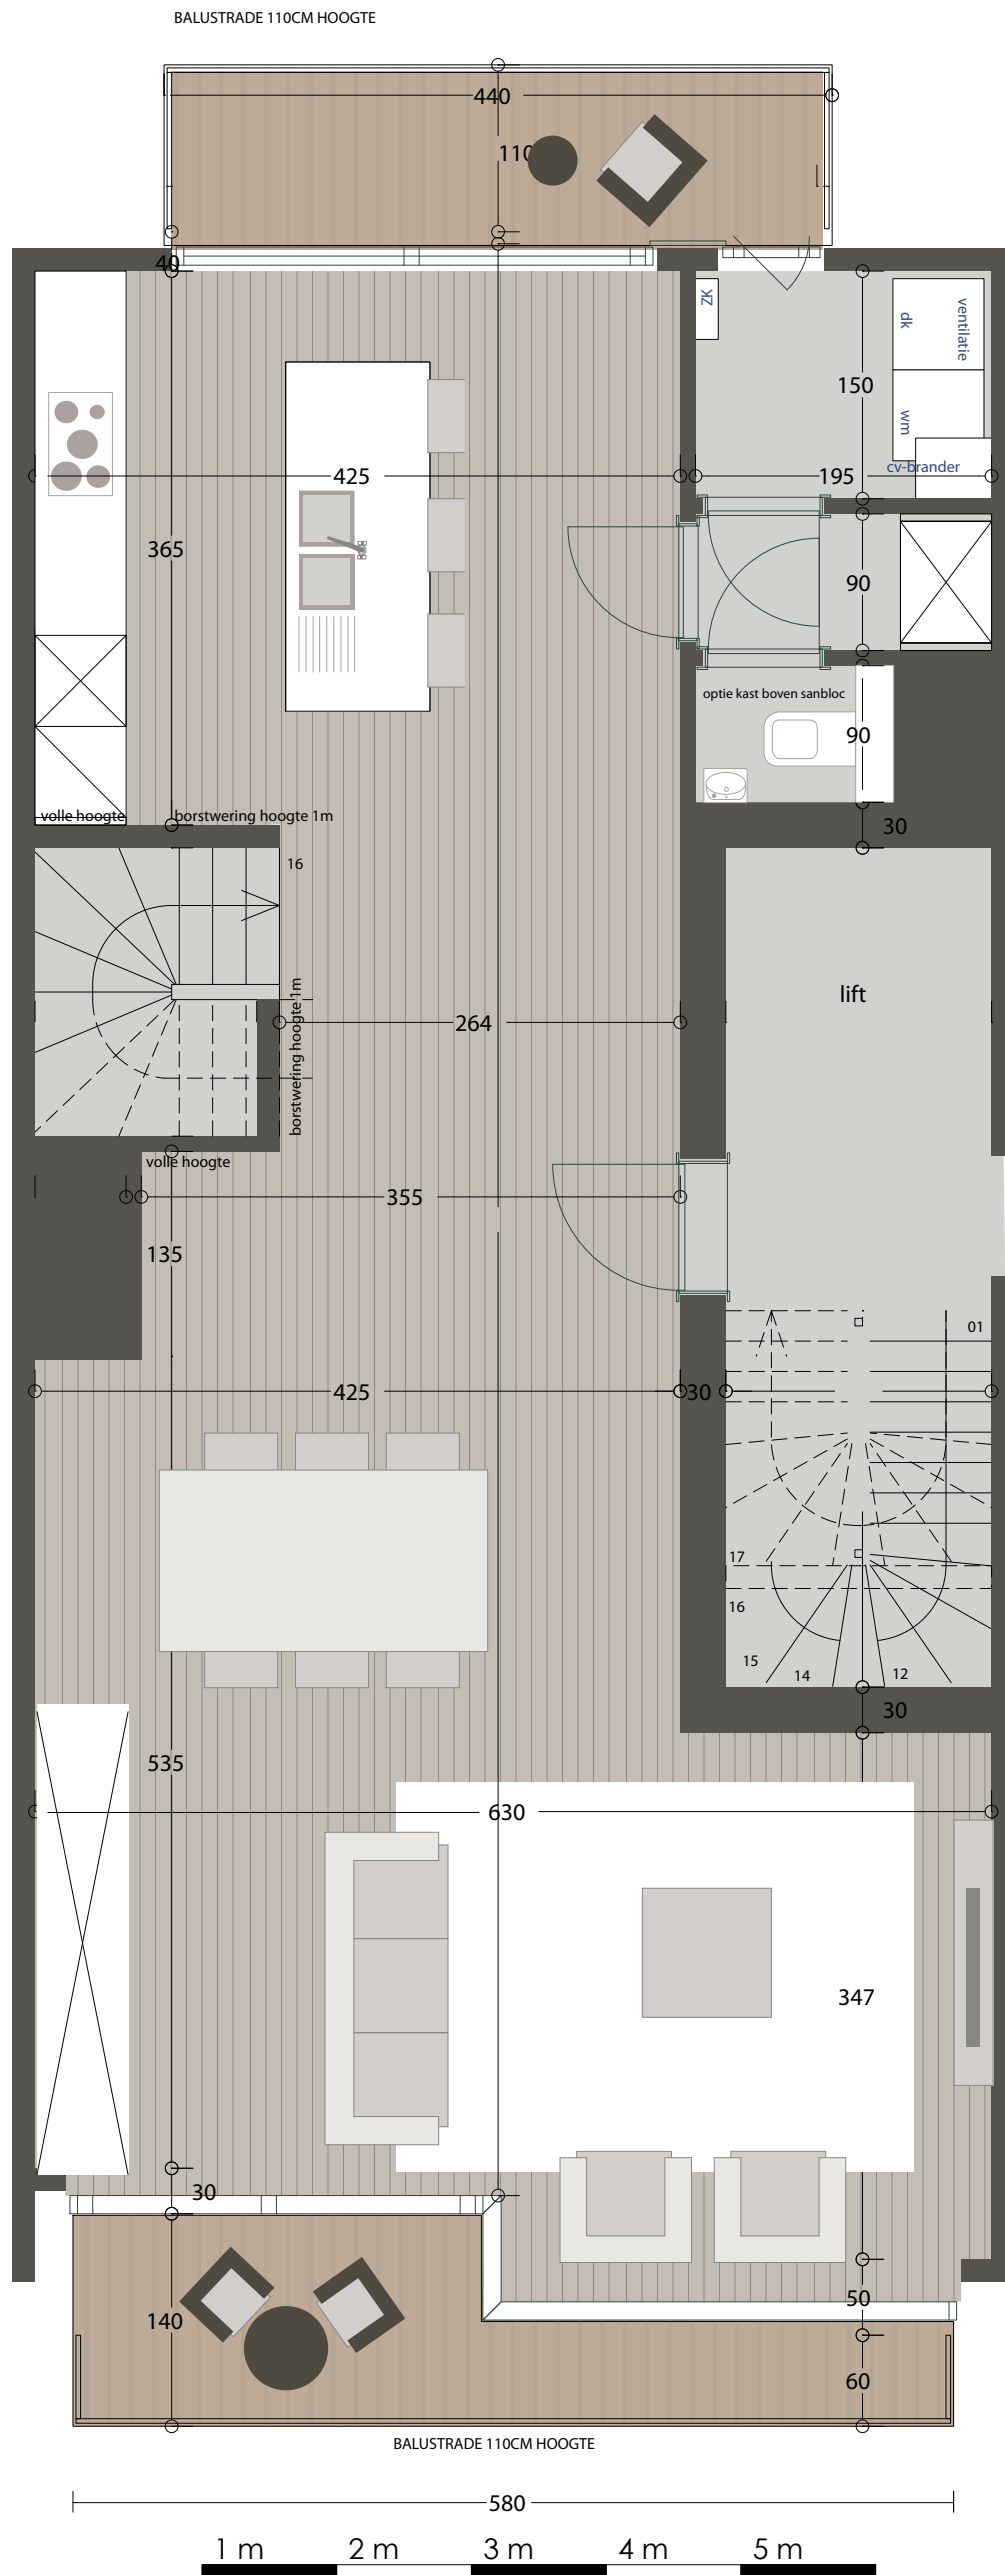 BALUSTRADE 110CM HOOGTE
440
110
40
ZK
dk
ventilatie
150
wm
cv-brander
425
195
365
90
optie kast boven sanbloc
90
volle hoogte
borstwering hoogte 1m
30
16
lift
borstwering hoogte 1m
264
volle hoogte
355
135
01
425
30
17
16
15
14
12
30
535
630
347
30
50
140
60
BALUSTRADE 110CM HOOGTE
580
1 m 2 m 3 m 4 m 5 m